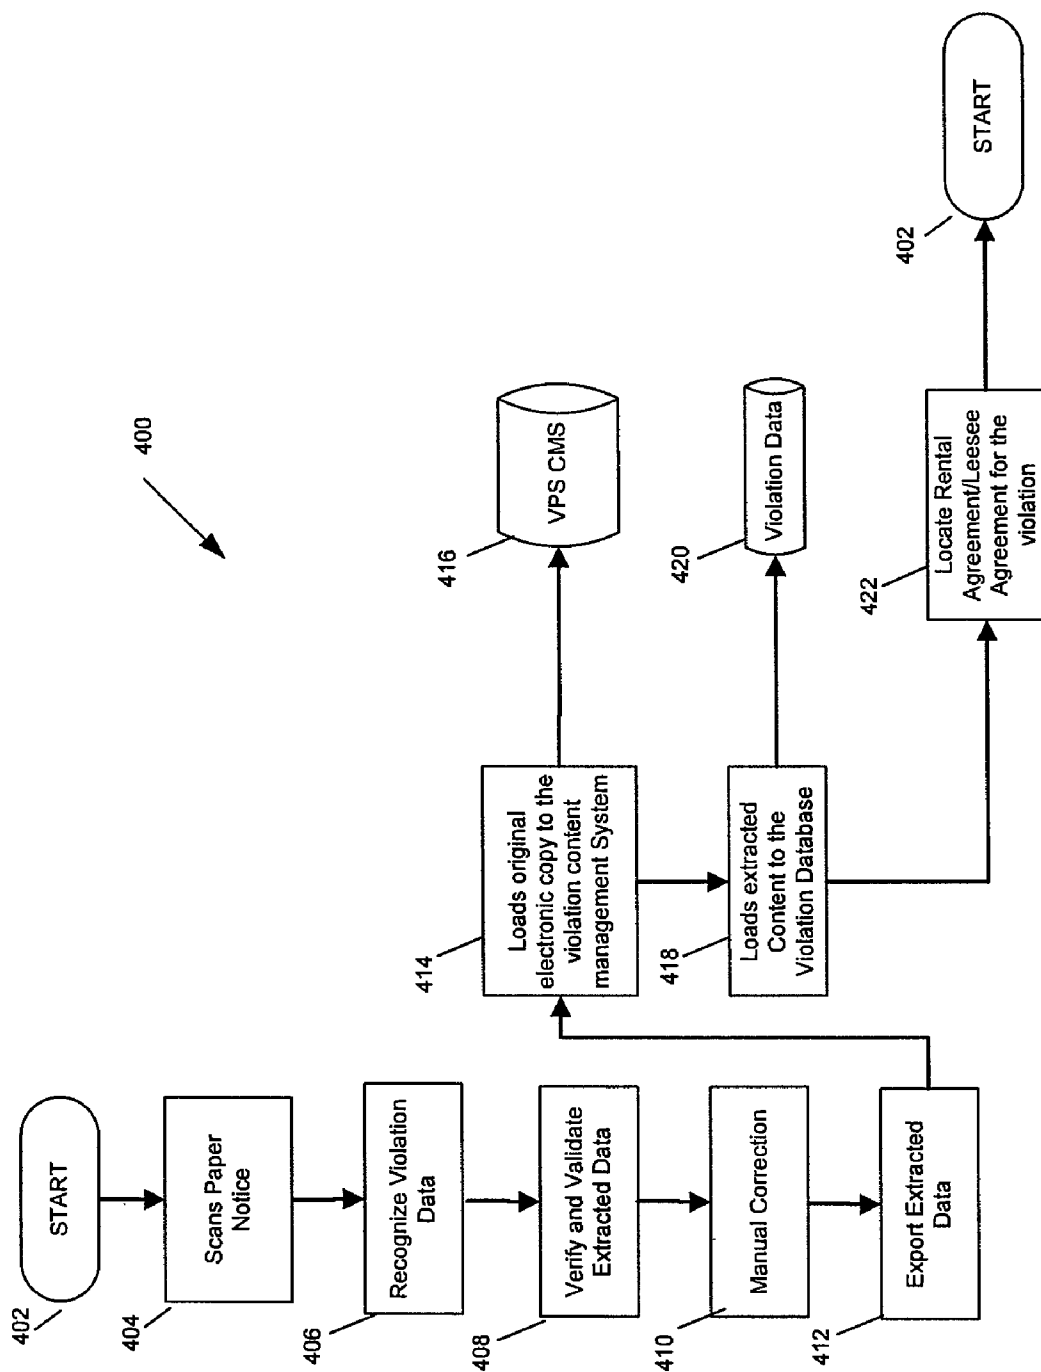 400
START
402
Scans Paper
Notice
404
Recognize Violation
Data
406
Verify and Validate
Extracted Data
408
Manual Correction
410
Export Extracted
Data
412
Loads original
electronic copy to the
violation content
management System
414
VPS CMS
416
Loads extracted
Content to the
Violation Database
418
Violation Data
420
Locate Rental
Agreement/Leesee
Agreement for the
violation
422
START
402